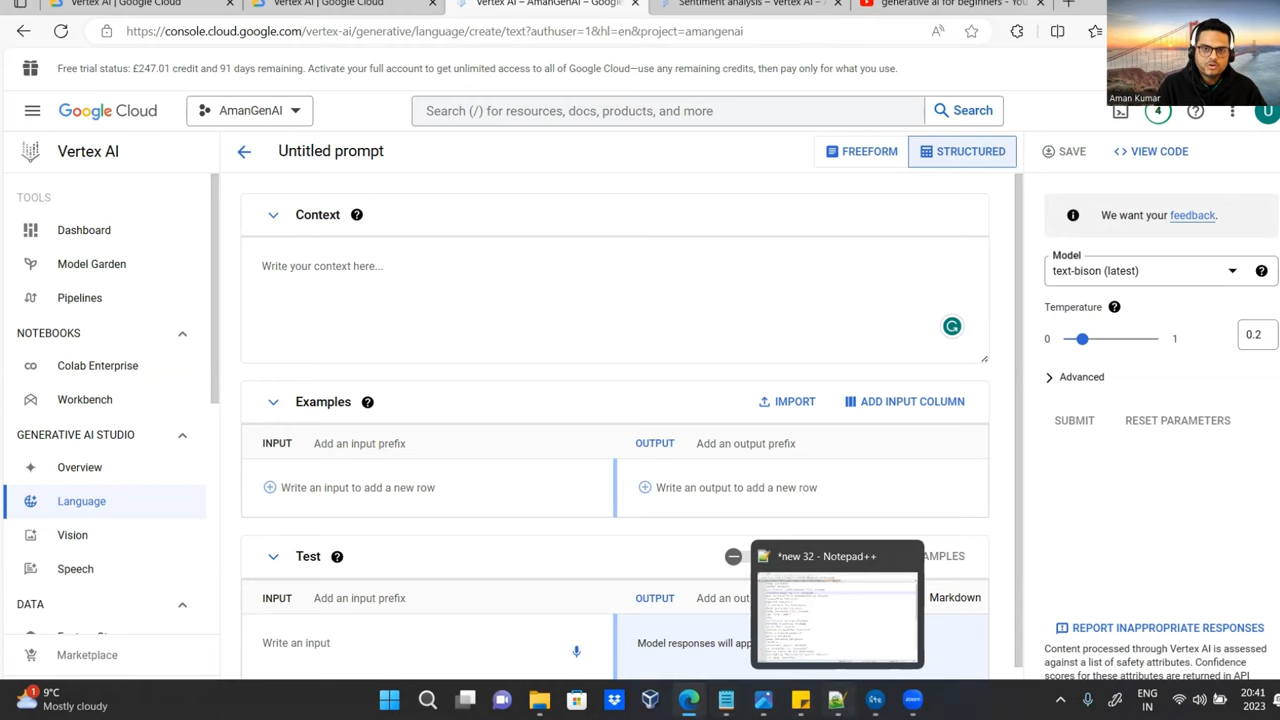 Google Cloud
Google Cloud
Vertex AI – AmanGenAI – Google
Sentiment analysis – Vertex AI –
generative ai for beginners - You
https://console.cloud.google.com/vertex-ai/generative/language/create/text?authuser=1&hl=en&project=amangenai
Free trial status: £247.01 credit and 91 days remaining. Activate your full account to get unlimited access to all of Google Cloud—use any remaining credits, then pay only for what you use.
Aman Kumar
Google Cloud
AmanGenAI
(/) for resources, docs, products, and more
Search
4
U
Vertex AI
Untitled prompt
FREEFORM
STRUCTURED
SAVE
VIEW CODE
TOOLS
Dashboard
Model Garden
Pipelines
NOTEBOOKS
Colab Enterprise
Workbench
GENERATIVE AI STUDIO
Overview
Language
Vision
Speech
DATA
Context
Write your context here...
Examples
IMPORT
ADD INPUT COLUMN
INPUT
Add an input prefix
OUTPUT
Add an output prefix
Write an input to add a new row
Write an output to add a new row
Test
AMPLES
INPUT
Add an input prefix
OUTPUT
Add an out
Markdown
Write an input
Model response will app
*new 32 - Notepad++
We want your feedback.
Model
text-bison (latest)
Temperature
0
1
0.2
Advanced
SUBMIT
RESET PARAMETERS
REPORT INAPPROPRIATE RESPONSES
Content processed through Vertex AI is assessed
against a list of safety attributes. Confidence
scores for these attributes are returned in API
1
9°C
Mostly cloudy
ENG
IN
20:41
2023